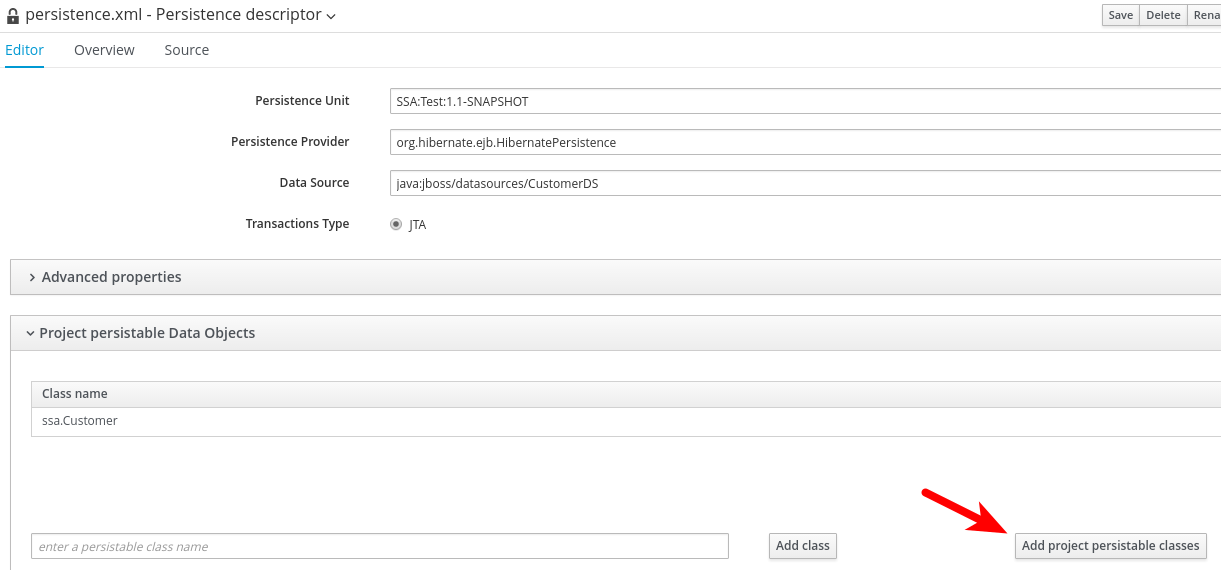 persistence.xml - Persistence descriptor
Save Delete Rena
Editor Overview Source
Persistence Unit SSA:Test:1.1-SNAPSHOT
Persistence Provider org.hibernate.ejb.HibernatePersistence
Data Source java:jboss/datasources/CustomerDS
Transactions Type JTA
Advanced properties
Project persistable Data Objects
Class name
ssa.Customer
enter a persistable class name Add class Add project persistable classes